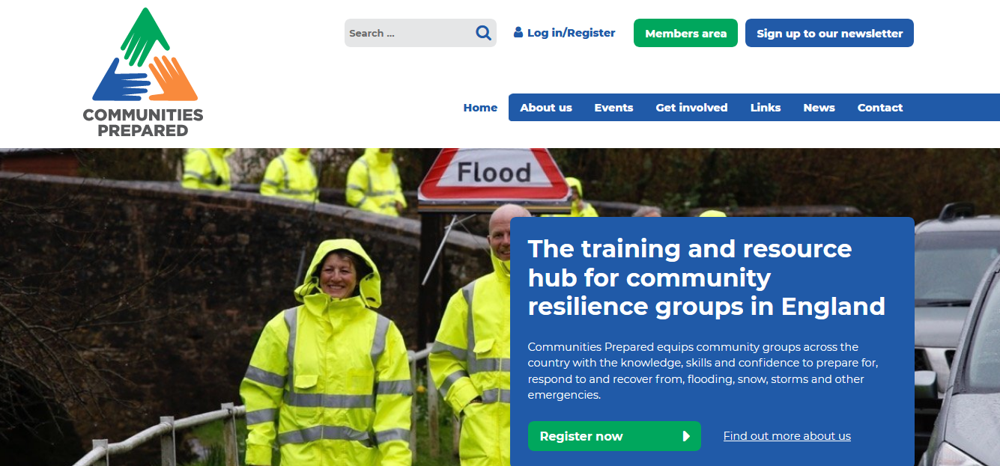 Search ...
Log in/Register
Members area
Sign up to our newsletter
COMMUNITIES
PREPARED
Home
About us
Events
Get involved
Links
News
Contact
Flood
The training and resource
hub for community
resilience groups in England
Communities Prepared equips community groups across the
country with the knowledge, skills and confidence to prepare for,
respond to and recover from, flooding, snow, storms and other
emergencies.
Register now
Find out more about us